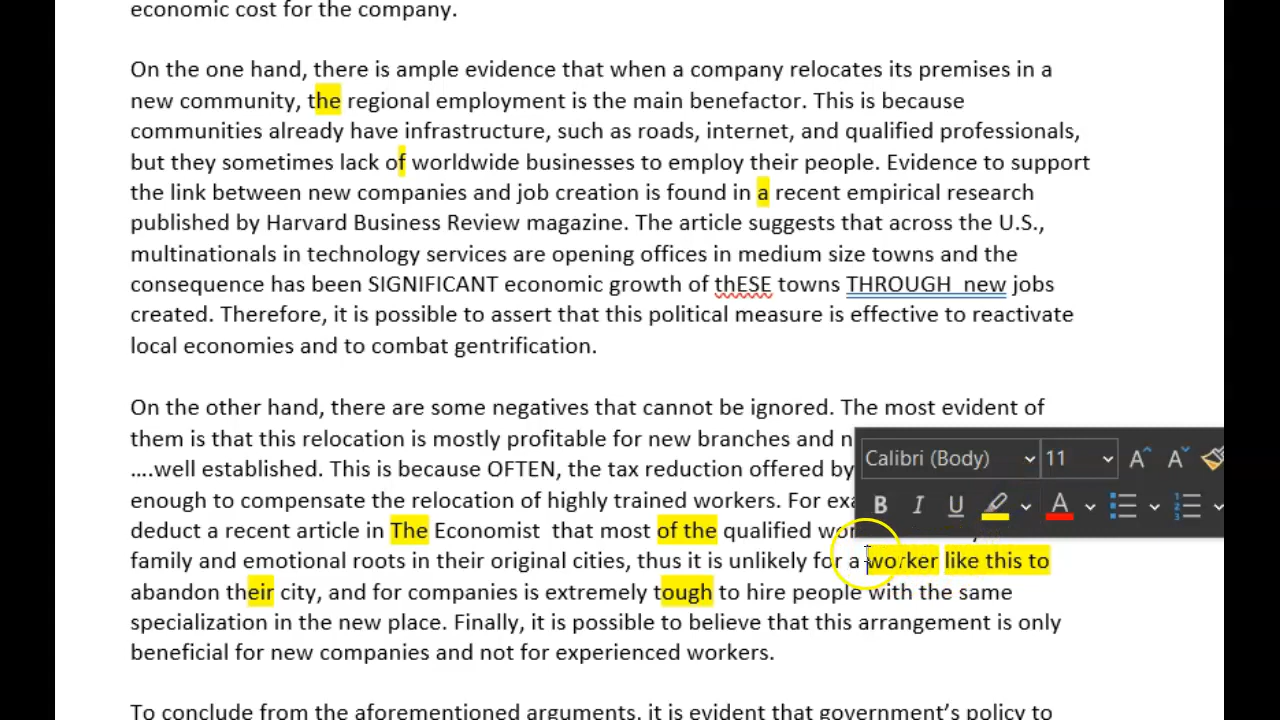 economic cost for the company.
On the one hand, there is ample evidence that when a company relocates its premises in a
new community, the regional employment is the main benefactor. This is because
communities already have infrastructure, such as roads, internet, and qualified professionals,
but they sometimes lack of worldwide businesses to employ their people. Evidence to support
the link between new companies and job creation is found in a recent empirical research
published by Harvard Business Review magazine. The article suggests that across the U.S.,
multinationals in technology services are opening offices in medium size towns and the
consequence has been SIGNIFICANT economic growth of thESE towns THROUGH  new jobs
created. Therefore, it is possible to assert that this political measure is effective to reactivate
local economies and to combat gentrification.
On the other hand, there are some negatives that cannot be ignored. The most evident of
them is that this relocation is mostly profitable for new branches and
….well established. This is because OFTEN, the tax reduction offered by
Calibri (Body) 11
enough to compensate the relocation of highly trained workers. For
B I U A
deduct a recent article in The Economist  that most of the qualified
family and emotional roots in their original cities, thus it is unlikely for a worker like this to
abandon their city, and for companies is extremely tough to hire people with the same
specialization in the new place. Finally, it is possible to believe that this arrangement is only
beneficial for new companies and not for experienced workers.
To conclude from the aforementioned arguments, it is evident that government's policy to